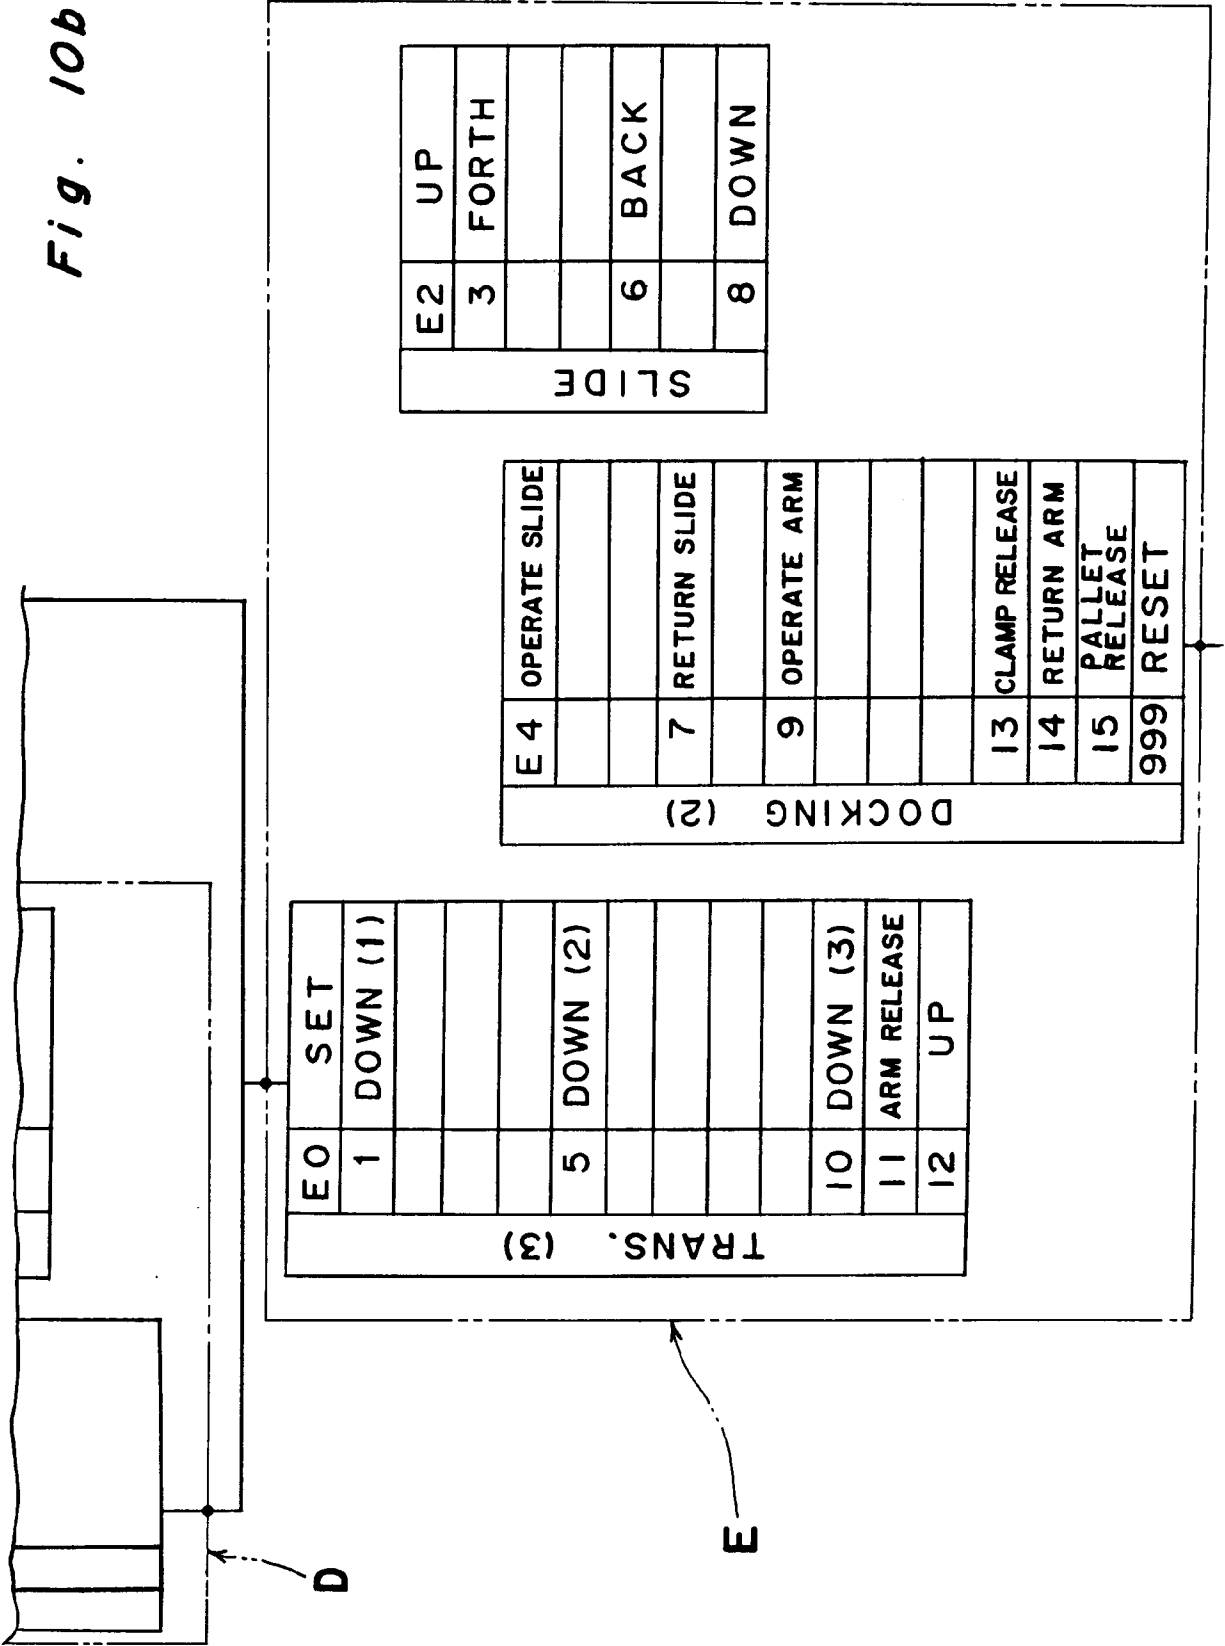 Fig. 10b
D
E
TRANS. (3)
E0 SET
1 DOWN (1)
5 DOWN (2)
10 DOWN (3)
11 ARM RELEASE
12 UP
DOCKING (2)
E4 OPERATE SLIDE
7 RETURN SLIDE
9 OPERATE ARM
13 CLAMP RELEASE
14 RETURN ARM
15 PALLET
RELEASE
999 RESET
SLIDE
E2 UP
3 FORTH
6 BACK
8 DOWN